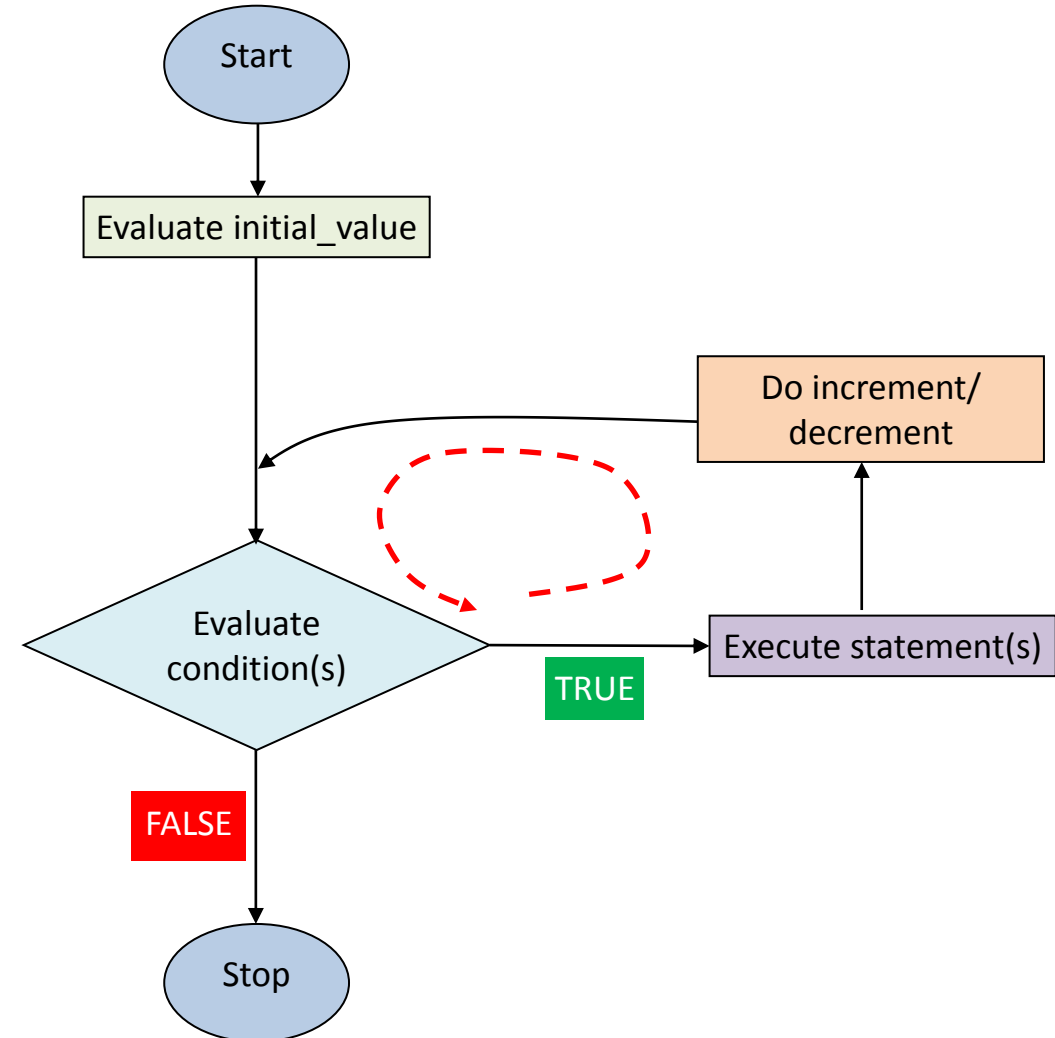 Start
Evaluate initial_value
Do increment/
decrement
Evaluate
condition(s)
Execute statement(s)
TRUE
FALSE
Stop